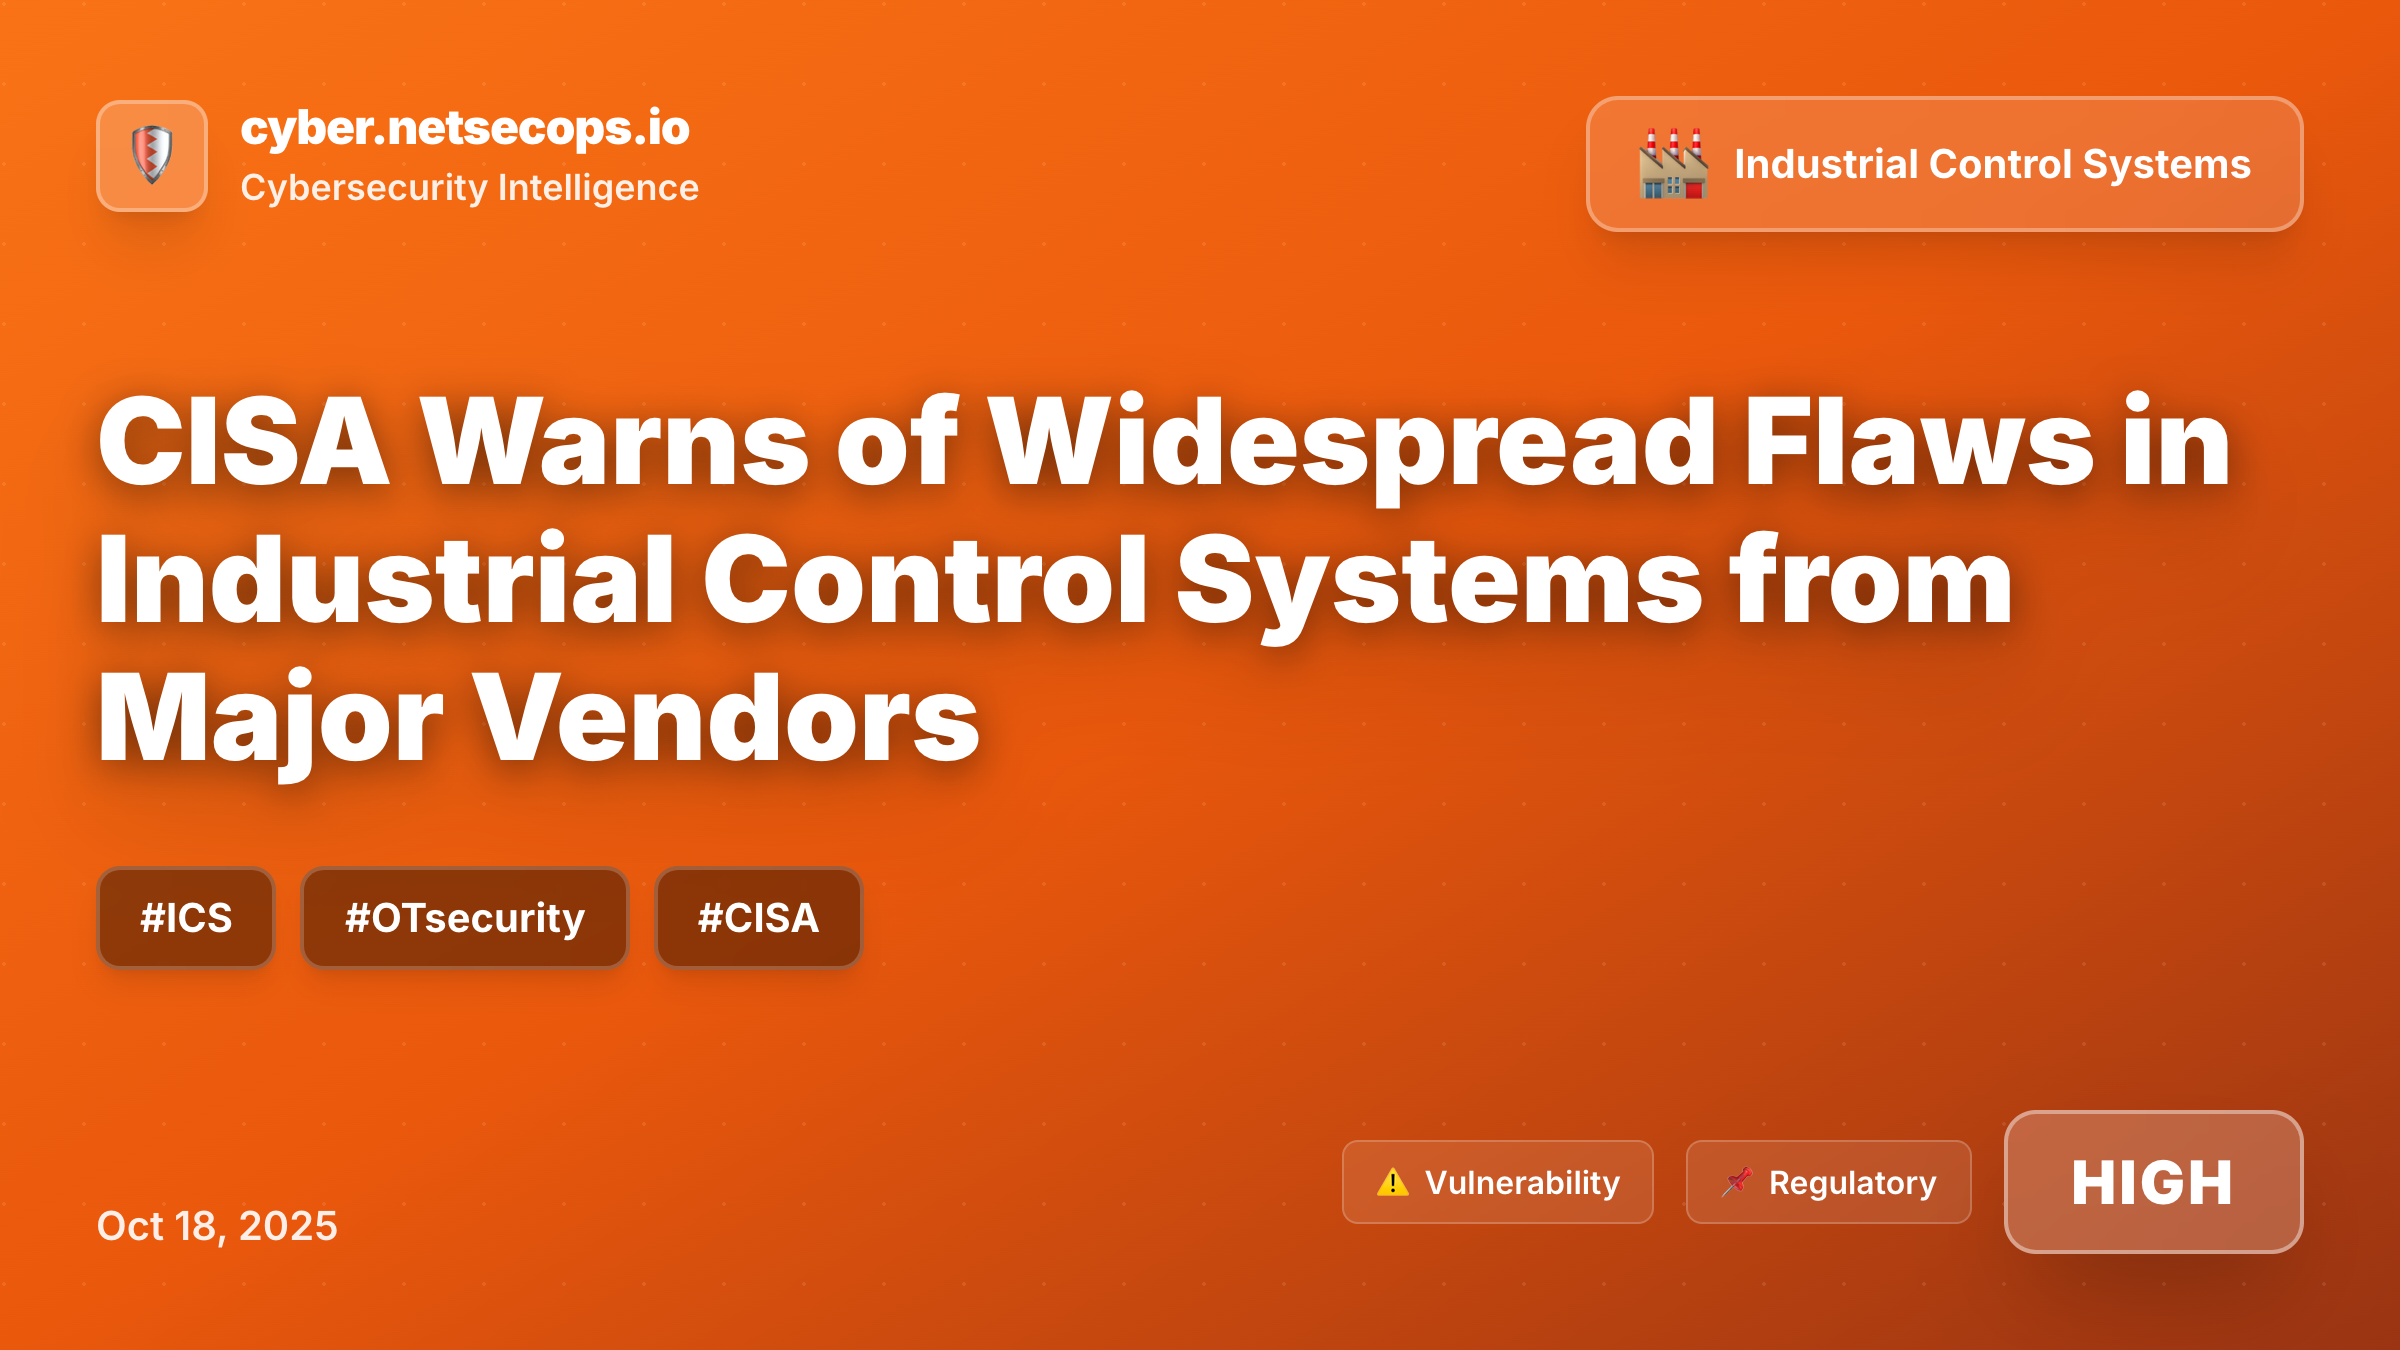 cyber.netsecops.io
Cybersecurity Intelligence
Industrial Control Systems
CISA Warns of Widespread Flaws in
Industrial Control Systems from
Major Vendors
#ICS
#OTsecurity
#CISA
Oct 18, 2025
Vulnerability
Regulatory
HIGH